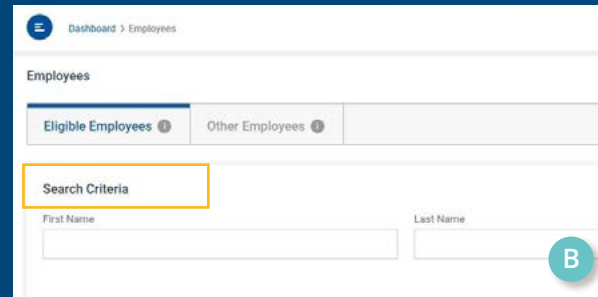 Dashboard > Employees
Employees
Eligible Employees Other Employees
Search Criteria
First Name Last Name
B